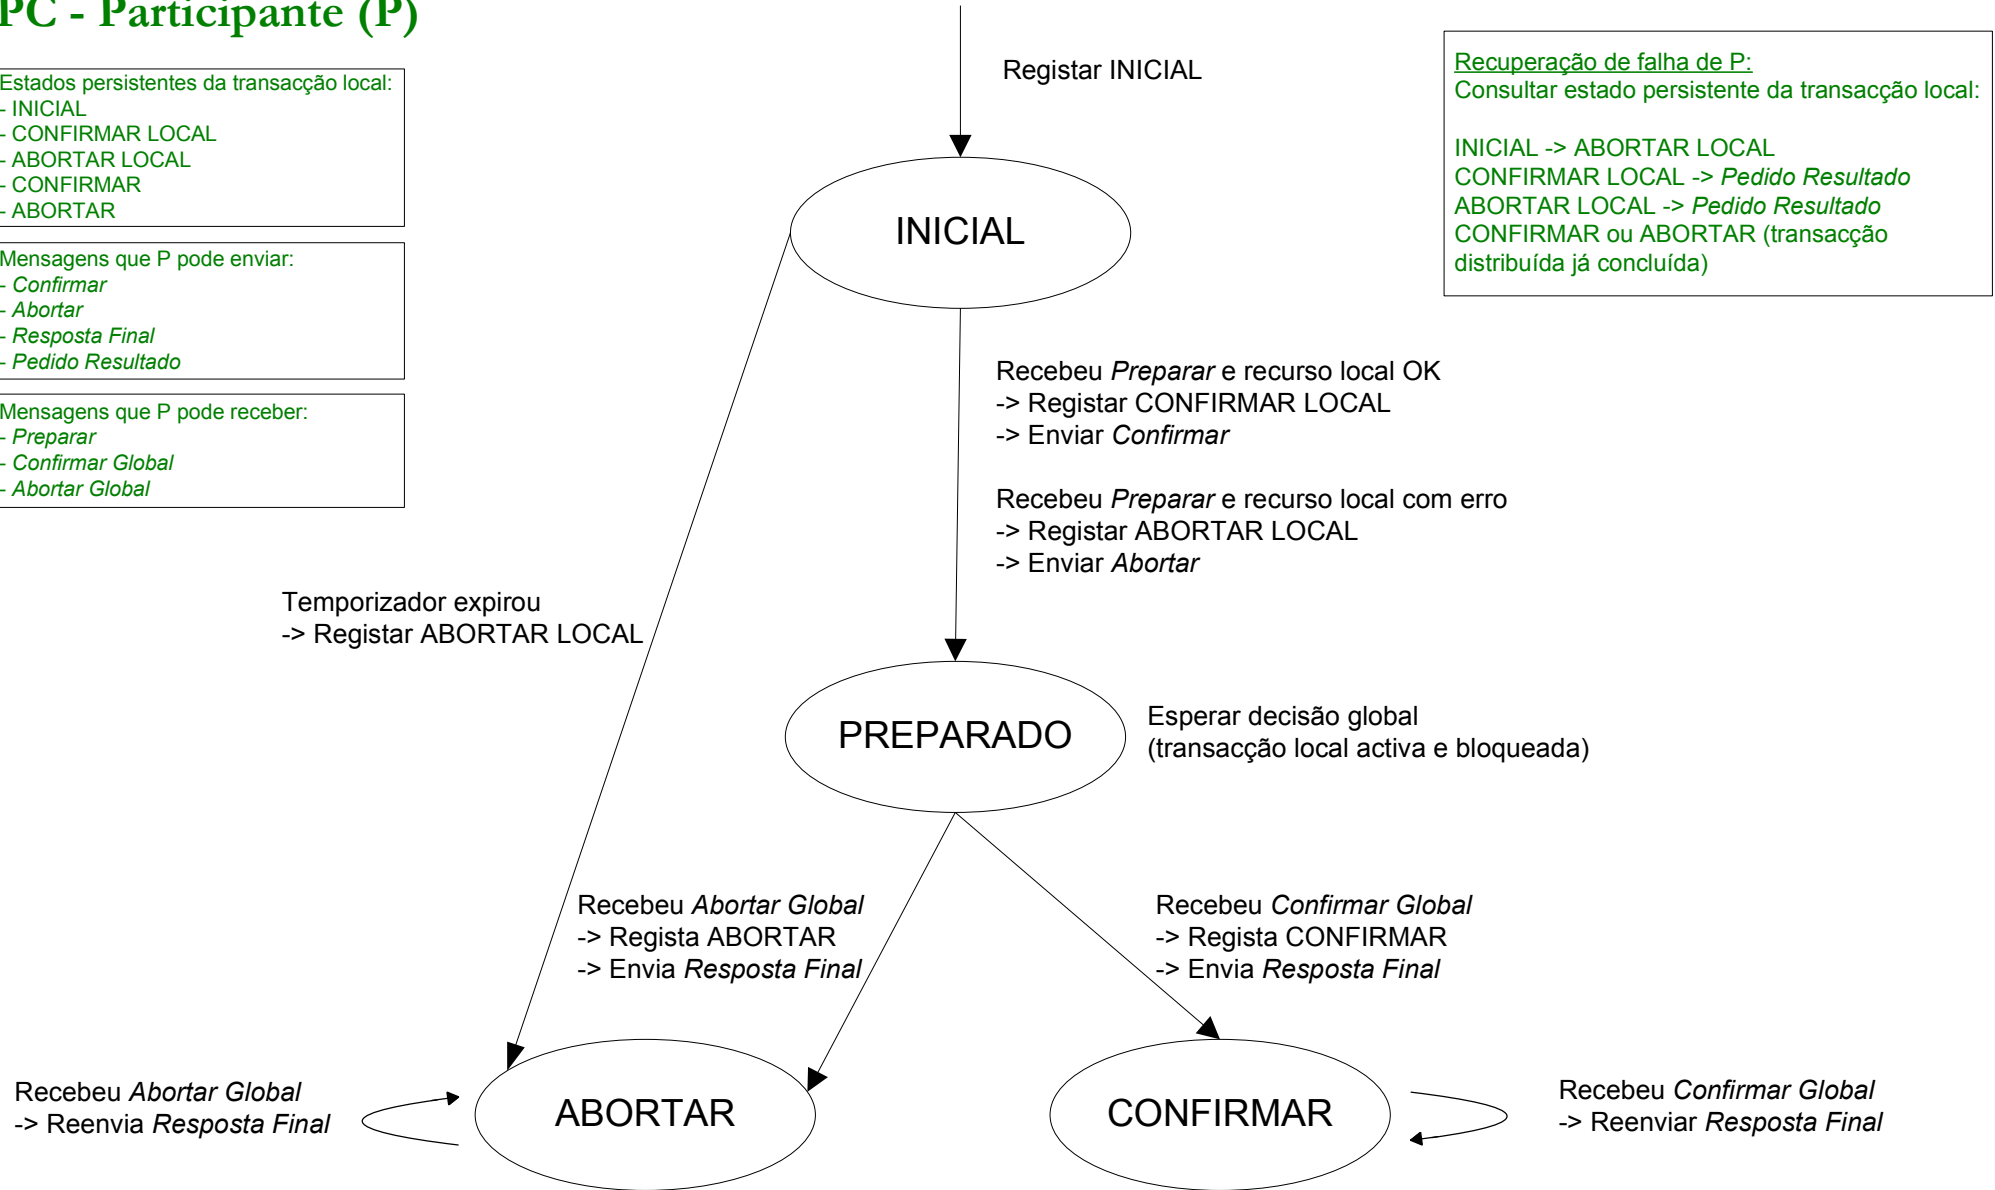 PC - Participante (P)
Estados persistentes da transacção local:
- INICIAL
- CONFIRMAR LOCAL
- ABORTAR LOCAL
- CONFIRMAR
- ABORTAR
Mensagens que P pode enviar:
- Confirmar
- Abortar
- Resposta Final
- Pedido Resultado
Mensagens que P pode receber:
- Preparar
- Confirmar Global
- Abortar Global
Registar INICIAL
Recuperação de falha de P:
Consultar estado persistente da transacção local:
INICIAL -> ABORTAR LOCAL
CONFIRMAR LOCAL -> Pedido Resultado
ABORTAR LOCAL -> Pedido Resultado
CONFIRMAR ou ABORTAR (transacção
distribuída já concluída)
INICIAL
Recebeu Preparar e recurso local OK
-> Registar CONFIRMAR LOCAL
-> Enviar Confirmar
Recebeu Preparar e recurso local com erro
-> Registar ABORTAR LOCAL
-> Enviar Abortar
Temporizador expirou
-> Registar ABORTAR LOCAL
PREPARADO
Esperar decisão global
(transacção local activa e bloqueada)
Recebeu Abortar Global
-> Regista ABORTAR
-> Envia Resposta Final
Recebeu Confirmar Global
-> Regista CONFIRMAR
-> Envia Resposta Final
Recebeu Abortar Global
-> Reenvia Resposta Final
ABORTAR
CONFIRMAR
Recebeu Confirmar Global
-> Reenviar Resposta Final